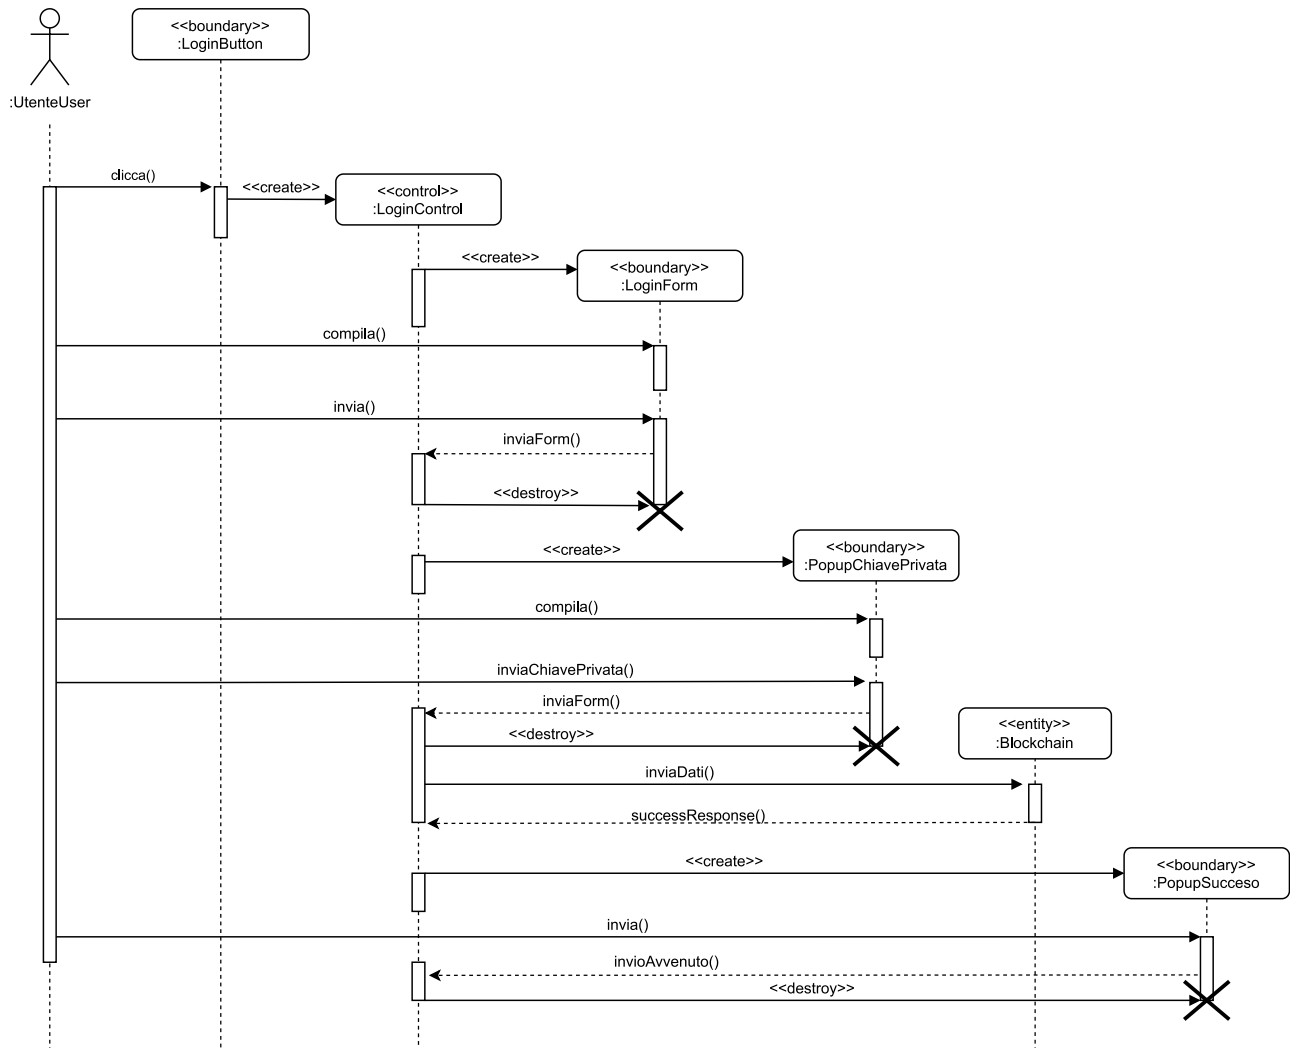 <<boundary>>
:LoginButton
:UtenteUser
clicca()
<<create>>
<<control>>
:LoginControl
<<create>>
<<boundary>>
:LoginForm
compila()
invia()
inviaForm()
<<destroy>>
<<create>>
<<boundary>>
:PopupChiavePrivata
compila()
inviaChiavePrivata()
inviaForm()
<<destroy>>
<<entity>>
:Blockchain
inviaDati()
successResponse()
<<create>>
<<boundary>>
:PopupSucceso
invia()
invioAvvenuto()
<<destroy>>